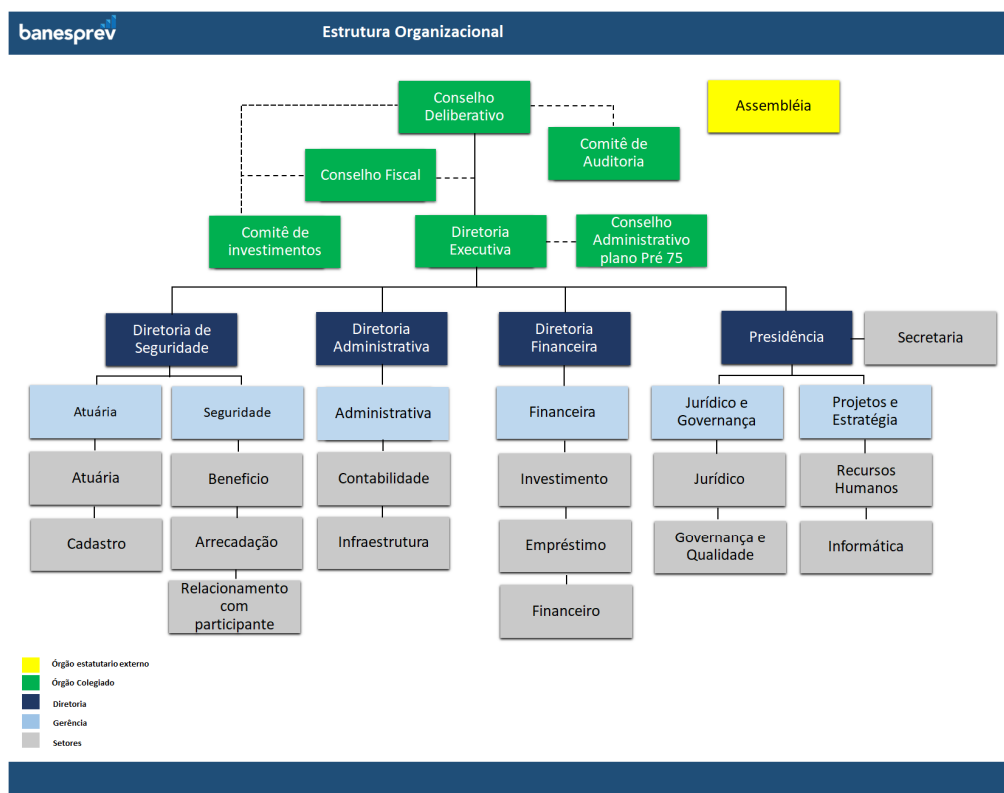 banesprev
Estrutura Organizacional
Conselho
Deliberativo
Assembléia
Comitê de
Auditoria
Conselho Fiscal
Comitê de
investimentos
Diretoria
Executiva
Conselho
Administrativo
plano Pré 75
Diretoria de
Seguridade
Diretoria
Administrativa
Diretoria
Financeira
Presidência
Secretaria
Atuária
Seguridade
Administrativa
Financeira
Jurídico e
Governança
Projetos e
Estratégia
Atuária
Beneficio
Contabilidade
Investimento
Jurídico
Recursos
Humanos
Cadastro
Arrecadação
Infraestrutura
Empréstimo
Governança e
Qualidade
Informática
Relacionamento
com
participante
Financeiro
Órgão estatutario externo
Órgão Colegiado
Diretoria
Gerência
Setores